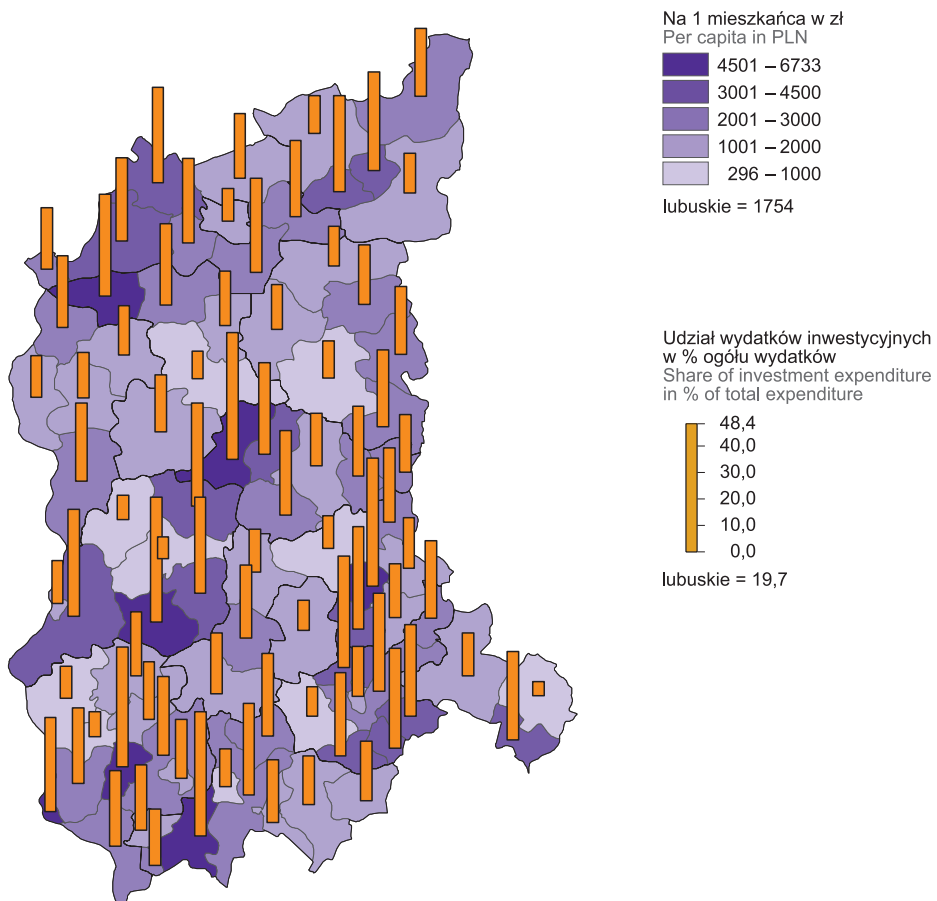 Na 1 mieszkańca w zł
Per capita in PLN
4501 – 6733
3001 – 4500
2001 – 3000
1001 – 2000
296 – 1000
lubuskie = 1754
Udział wydatków inwestycyjnych
w % ogółu wydatków
Share of investment expenditure
in % of total expenditure
48,4
40,0
30,0
20,0
10,0
0,0
lubuskie = 19,7